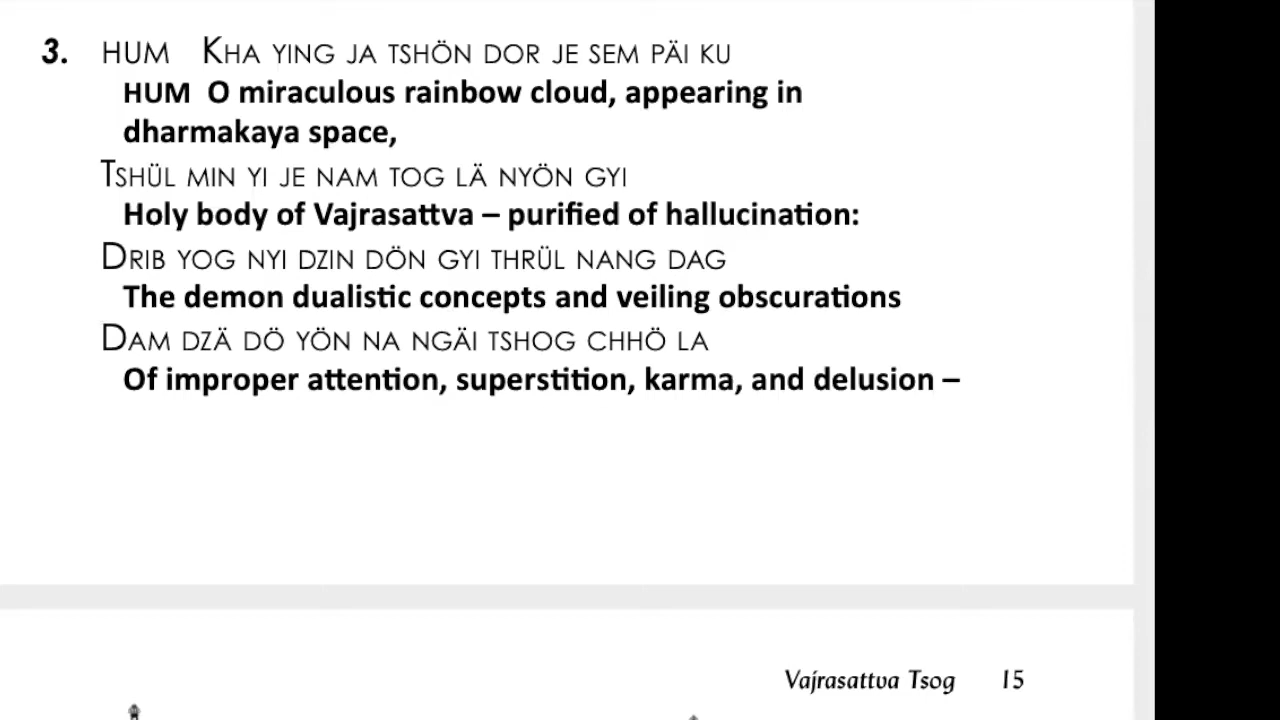 3. HUM KHA YING JA TSHÖN DOR JE SEM PÄI KU
HUM O miraculous rainbow cloud, appearing in
dharmakaya space,
TSHÜL MIN YI JE NAM TOG LÄ NYÖN GYI
Holy body of Vajrasattva – purified of hallucination:
DRIB YOG NYI DZIN DÖN GYI THRÜL NANG DAG
The demon dualistic concepts and veiling obscurations
DAM DZÄ DÖ YÖN NA NGÄI TSHOG CHHÖ LA
Of improper attention, superstition, karma, and delusion –
Vajrasattva Tsog 15